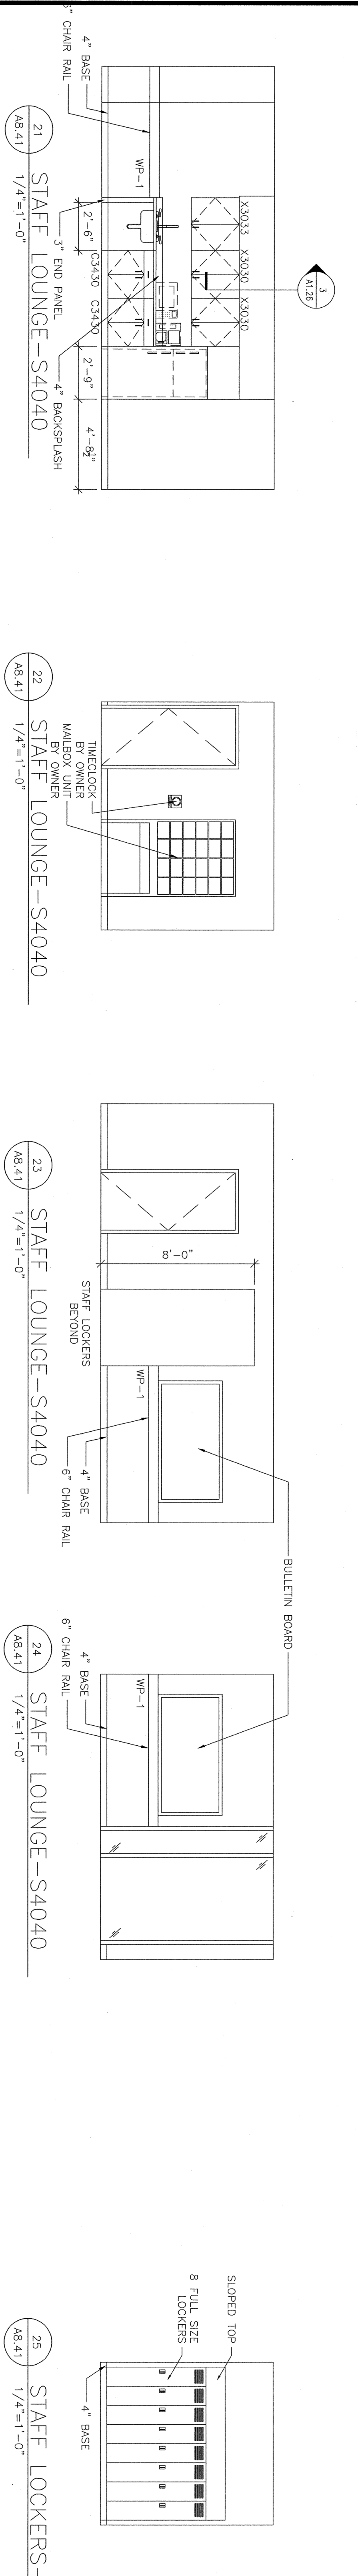 3
A1.26
X3033
X3030
X3030
4" BASE
6" CHAIR RAIL
WP-1
2'-6"
C3430
C3430
2'-9"
4'-8½"
3" END PANEL
4" BACKSPLASH
21
A8.41
STAFF LOUNGE-S4040
1/4"=1'-0"
TIMECLOCK
BY OWNER
MAILBOX UNIT
BY OWNER
22
A8.41
STAFF LOUNGE-S4040
1/4"=1'-0"
8'-0"
STAFF LOCKERS
BEYOND
WP-1
4" BASE
6" CHAIR RAIL
BULLETIN BOARD
23
A8.41
STAFF LOUNGE-S4040
1/4"=1'-0"
WP-1
4" BASE
6" CHAIR RAIL
24
A8.41
STAFF LOUNGE-S4040
1/4"=1'-0"
SLOPED TOP
8 FULL SIZE
LOCKERS
4" BASE
25
A8.41
STAFF LOCKERS-
1/4"=1'-0"